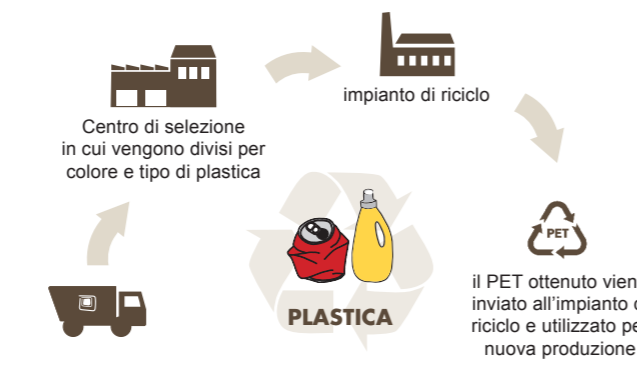 impianto di riciclo
Centro di selezione
in cui vengono divisi per
colore e tipo di plastica
PET
PLASTICA
il PET ottenuto vien
inviato all'impianto
riciclo e utilizzato pe
nuova produzione